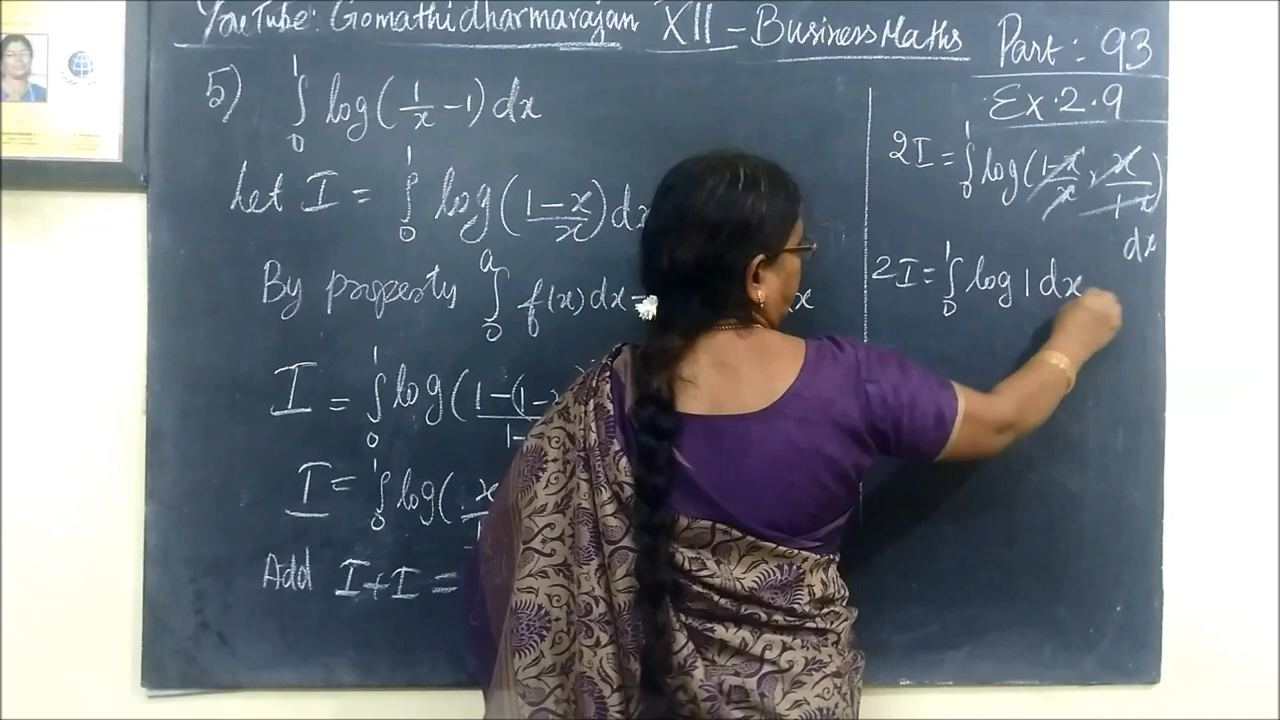 YouTube: Gomathidharmarajan XII - Business Maths Part: 93
Ex. 2.9
5) ∫₀¹ log(1/x - 1) dx
Let I = ∫₀¹ log((1-x)/x) dx
By property ∫₀ᵃ f(x) dx =
I = ∫₀¹ log(1-(1-
I = ∫₀¹ log(x
Add I + I =
2I = ∫₀¹ log((1-x)/x × x/(1-x))
dx
2I = ∫₀¹ log 1 dx